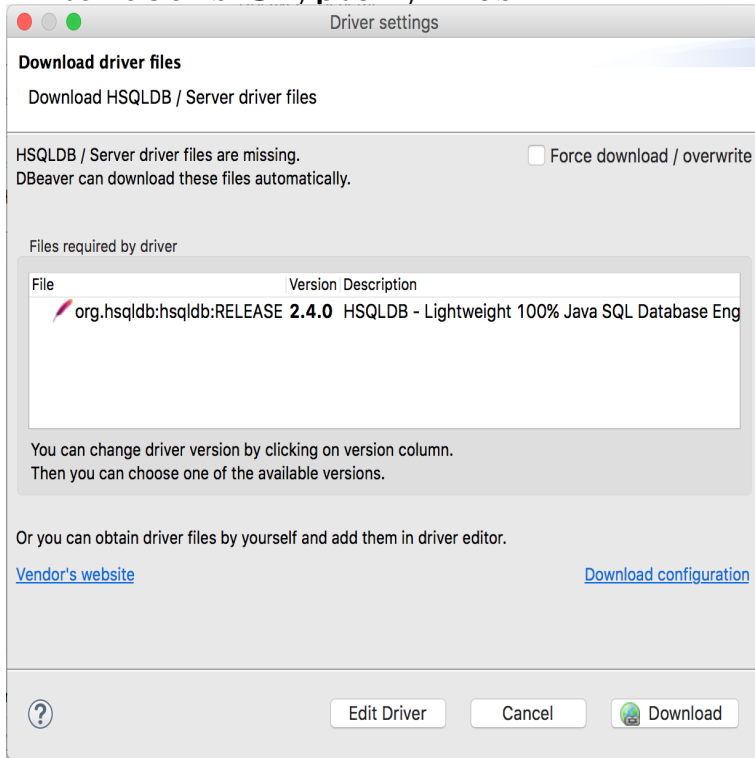 Driver settings
Download driver files
Download HSQLDB / Server driver files
HSQLDB / Server driver files are missing.
DBeaver can download these files automatically.
Force download / overwrite
Files required by driver
File Version Description
org.hsqldb:hsqldb:RELEASE 2.4.0 HSQLDB - Lightweight 100% Java SQL Database Eng
You can change driver version by clicking on version column.
Then you can choose one of the available versions.
Or you can obtain driver files by yourself and add them in driver editor.
Vendor's website Download configuration
? Edit Driver Cancel Download